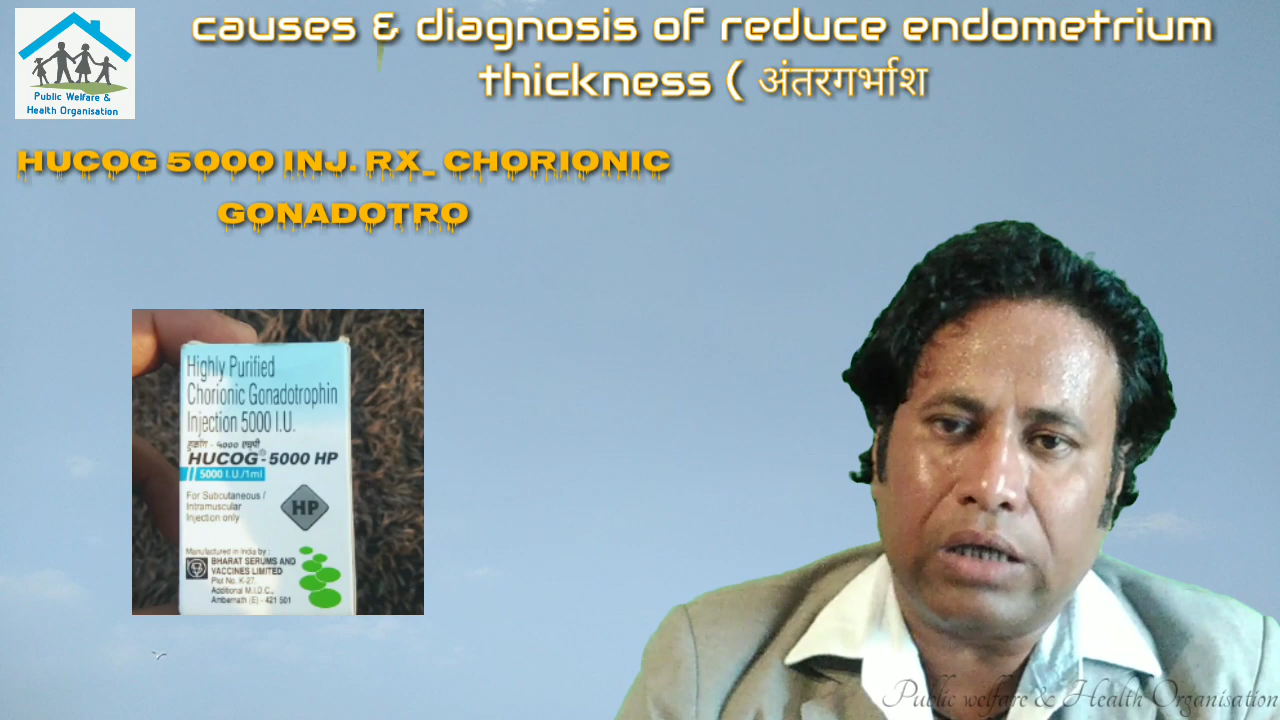 causes & diagnosis of reduce endometrium
thickness ( अंतरगर्भाश
Public Welfare &
Health Organisation
HUCOG 5000 INJ. RX_ CHORIONIC
GONADOTRO
Highly Purified
Chorionic Gonadotrophin
Injection 5000 I.U.
हुकॉग - ५००० एचपी
HUCOG®-5000 HP
5000 I.U./1ml
For Subcutaneous /
Intramuscular
Injection only
HP
Manufactured in India by :
BHARAT SERUMS AND
VACCINES LIMITED
Plot No. K-27,
Additional M.I.D.C.,
Ambernath (E) - 421 501
Public welfare & Health Organisation